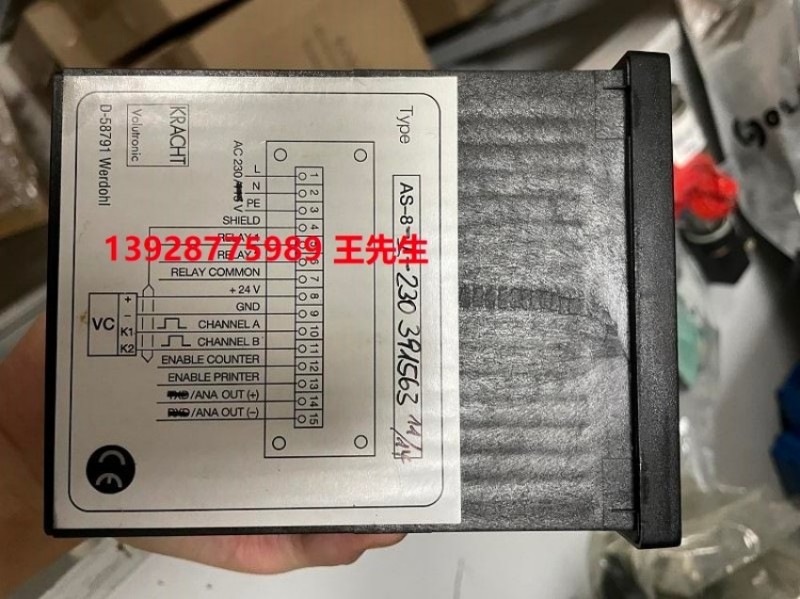 KRACHT
Volutronic
D-58791 Werdohl
Type
AS-8-
-230 391563
AC 230
V
L 1
N 2
PE 3
SHIELD 4
RELAY
RELAY
RELAY COMMON 7
+ 24 V 8
GND 9
CHANNEL A 10
CHANNEL B 11
ENABLE COUNTER 12
ENABLE PRINTER 13
/ANA OUT (+) 14
/ANA OUT (−) 15
VC
+
−
K1
K2
CE
13928775989 王先生